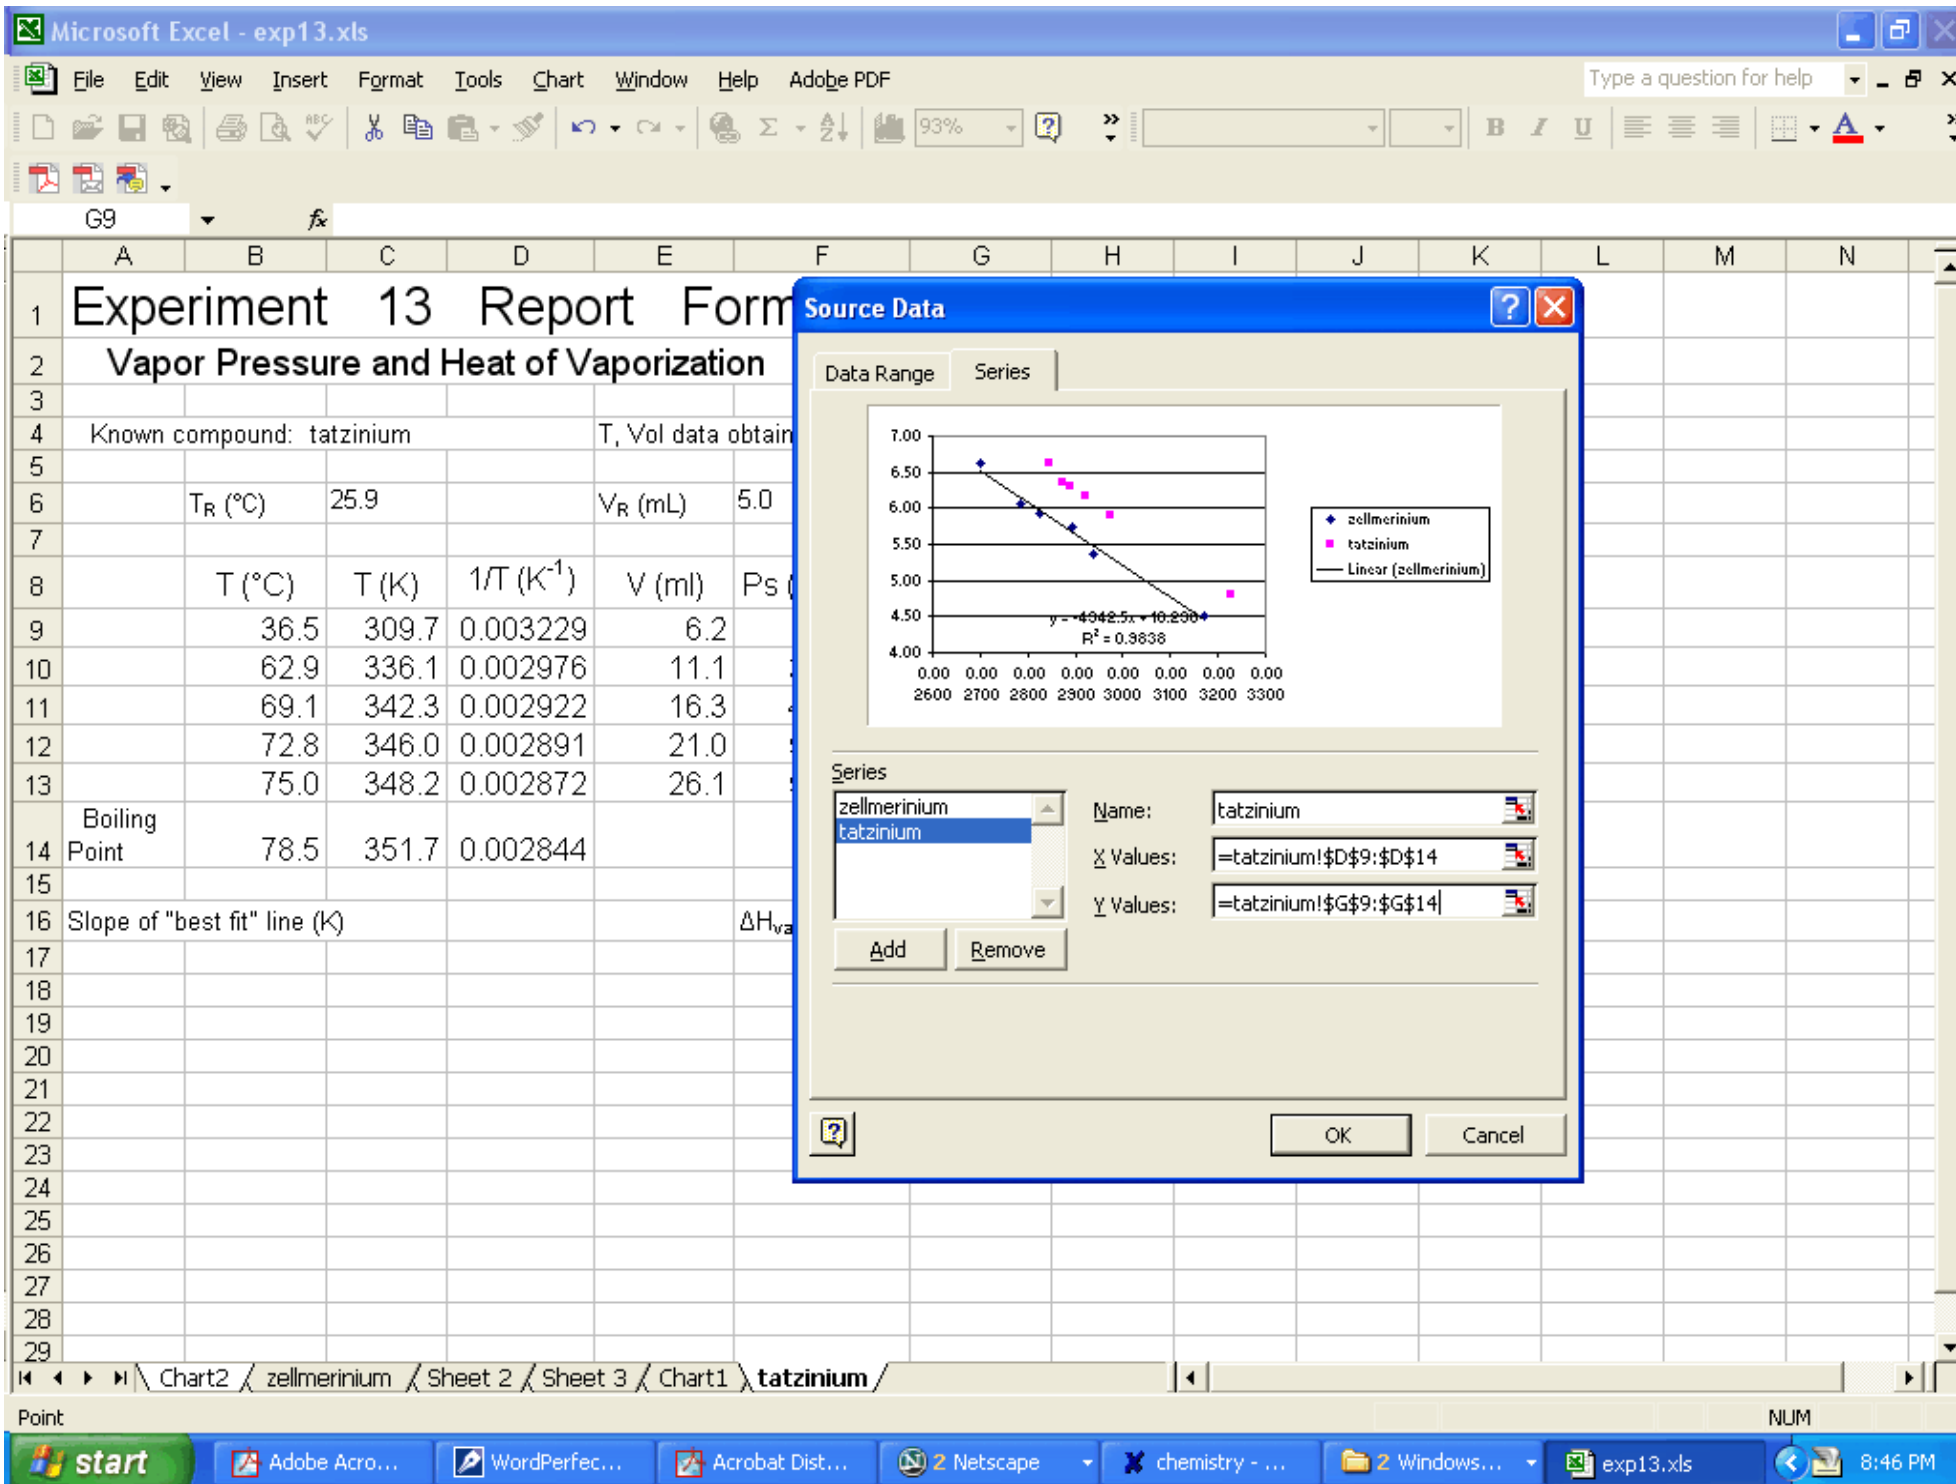 Microsoft Excel - exp13.xls
File Edit View Insert Format Tools Chart Window Help Adobe PDF Type a question for help
93% B I U A
G9 fx
A B C D E F G H I J K L M N
1 Experiment 13 Report Form
2 Vapor Pressure and Heat of Vaporization
3
4 Known compound: tatzinium T, Vol data obtain
5
6 TR (°C) 25.9 VR (mL) 5.0
7
8 T (°C) T (K) 1/T (K-1) V (ml) Ps (
9 36.5 309.7 0.003229 6.2
10 62.9 336.1 0.002976 11.1
11 69.1 342.3 0.002922 16.3
12 72.8 346.0 0.002891 21.0
13 75.0 348.2 0.002872 26.1
14 Boiling Point 78.5 351.7 0.002844
15
16 Slope of "best fit" line (K) ΔHva
17
18
19
20
21
22
23
24
25
26
27
28
29
Source Data
Data Range Series
7.00
6.50
6.00
5.50
5.00
4.50
4.00
R2 = 0.9838
0.00 0.00 0.00 0.00 0.00 0.00 0.00 0.00
2600 2700 2800 2900 3000 3100 3200 3300
zellmerinium
tatzinium
Linear (zellmerinium)
Series
zellmerinium
tatzinium
Add Remove
Name: tatzinium
X Values: =tatzinium!$D$9:$D$14
Y Values: =tatzinium!$G$9:$G$14
OK Cancel
Chart2 zellmerinium Sheet 2 Sheet 3 Chart1 tatzinium
Point NUM
start Adobe Acro... WordPerfec... Acrobat Dist... 2 Netscape chemistry - ... 2 Windows... exp13.xls 8:46 PM